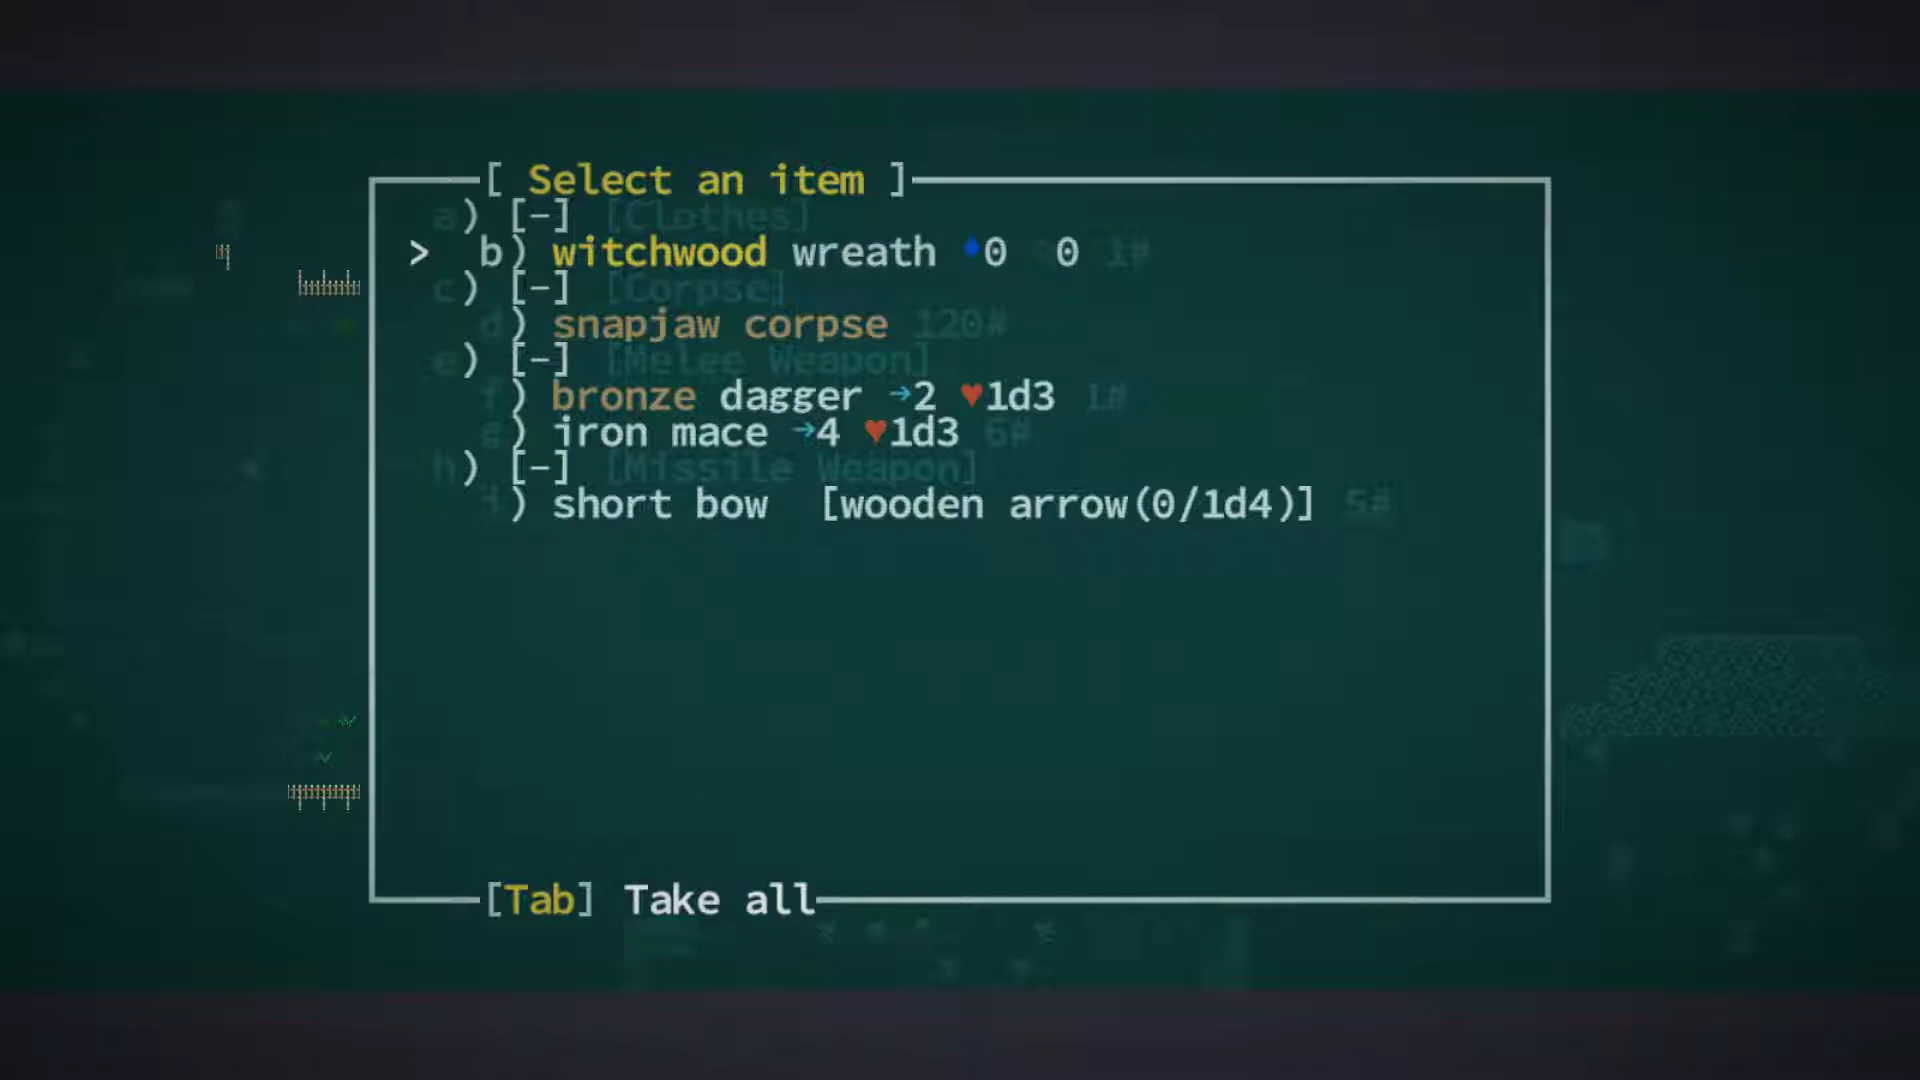 [ Select an item ]
a) [-] [Clothes]
> b) witchwood wreath ♦0 0 1#
c) [-] [Corpse]
d) snapjaw corpse 120#
e) [-] [Melee Weapon]
f) bronze dagger →2 ♥1d3 1#
g) iron mace →4 ♥1d3 6#
h) [-] [Missile Weapon]
i) short bow [wooden arrow(0/1d4)] 5#
[Tab] Take all